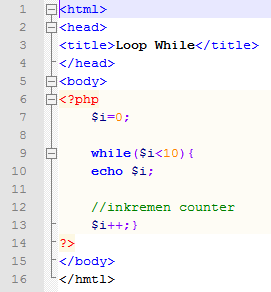 1 <html>
2 <head>
3 <title>Loop While</title>
4 </head>
5 <body>
6 <?php
7 $i=0;
8
9 while($i<10){
10 echo $i;
11
12 //inkremen counter
13 $i++;}
14 ?>
15 </body>
16 </hmtl>